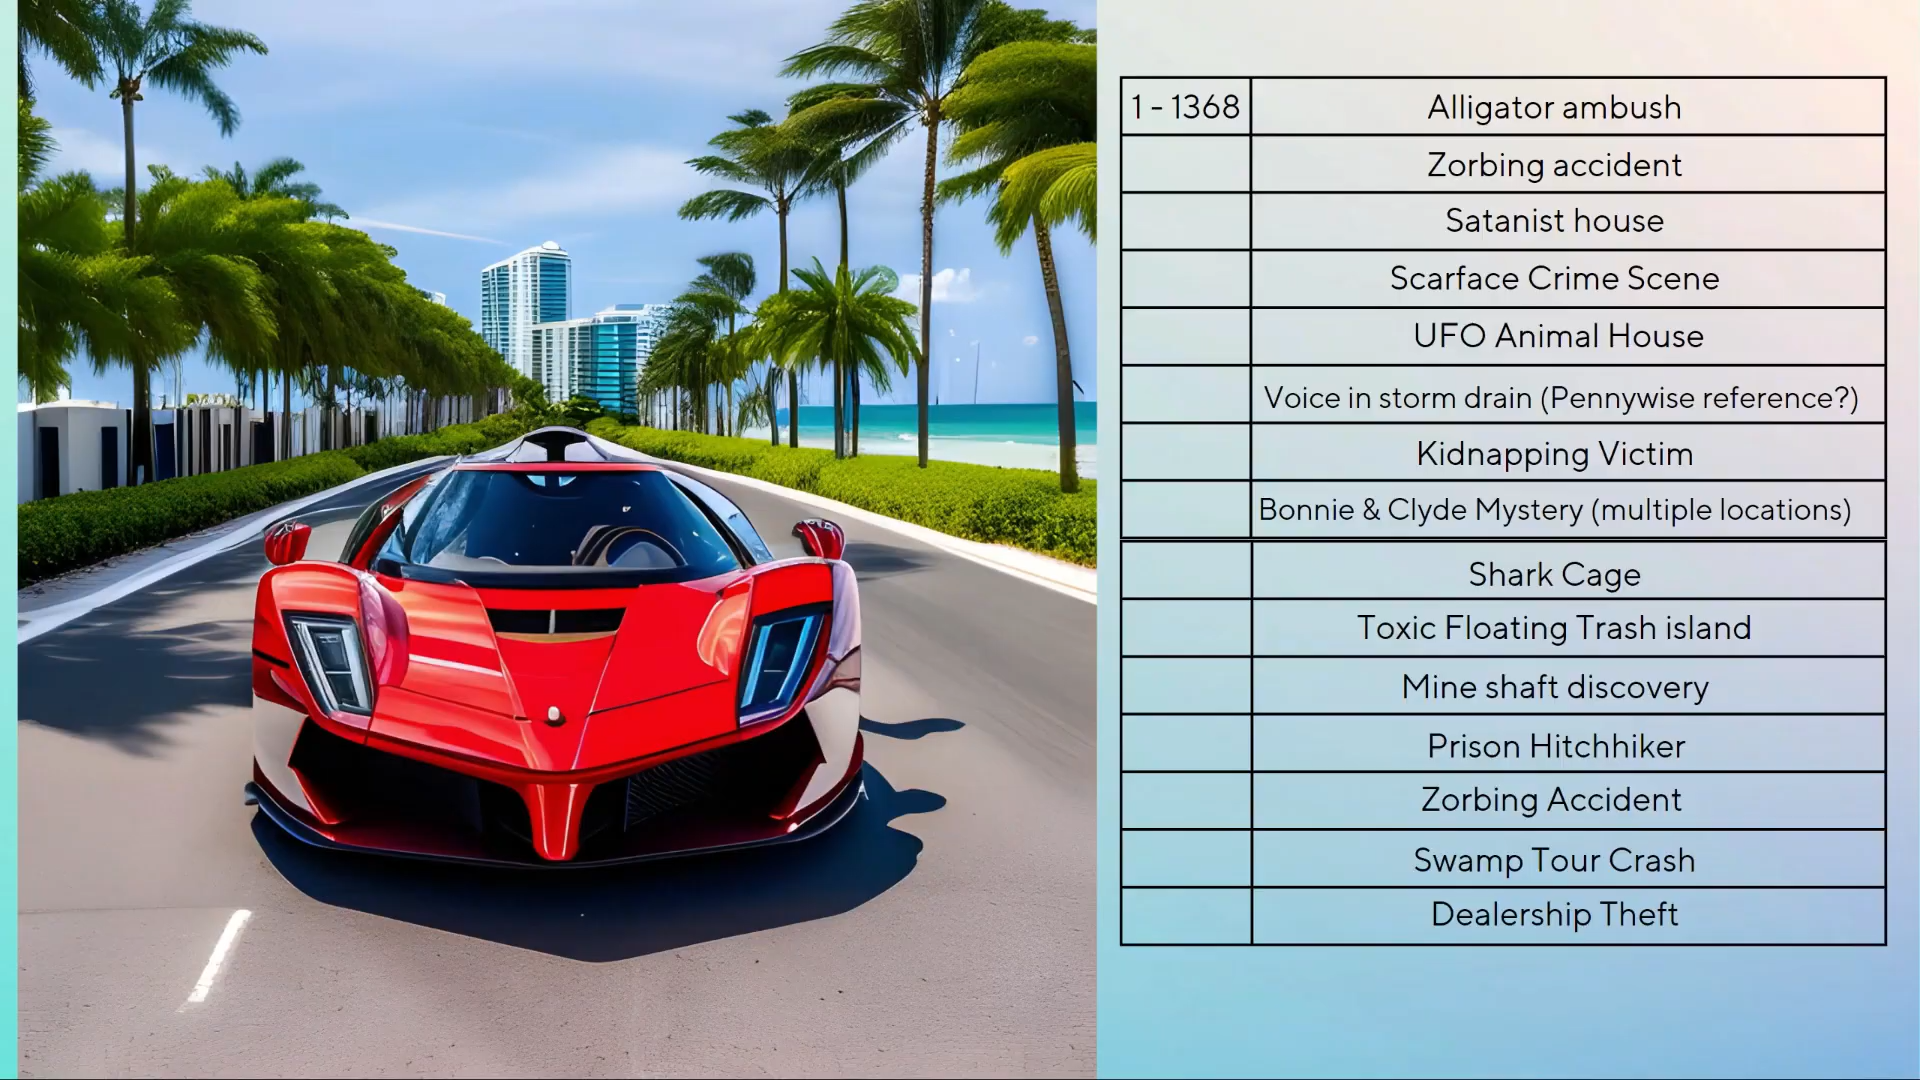 1 - 1368 Alligator ambush
Zorbing accident
Satanist house
Scarface Crime Scene
UFO Animal House
Voice in storm drain (Pennywise reference?)
Kidnapping Victim
Bonnie & Clyde Mystery (multiple locations)
Shark Cage
Toxic Floating Trash island
Mine shaft discovery
Prison Hitchhiker
Zorbing Accident
Swamp Tour Crash
Dealership Theft